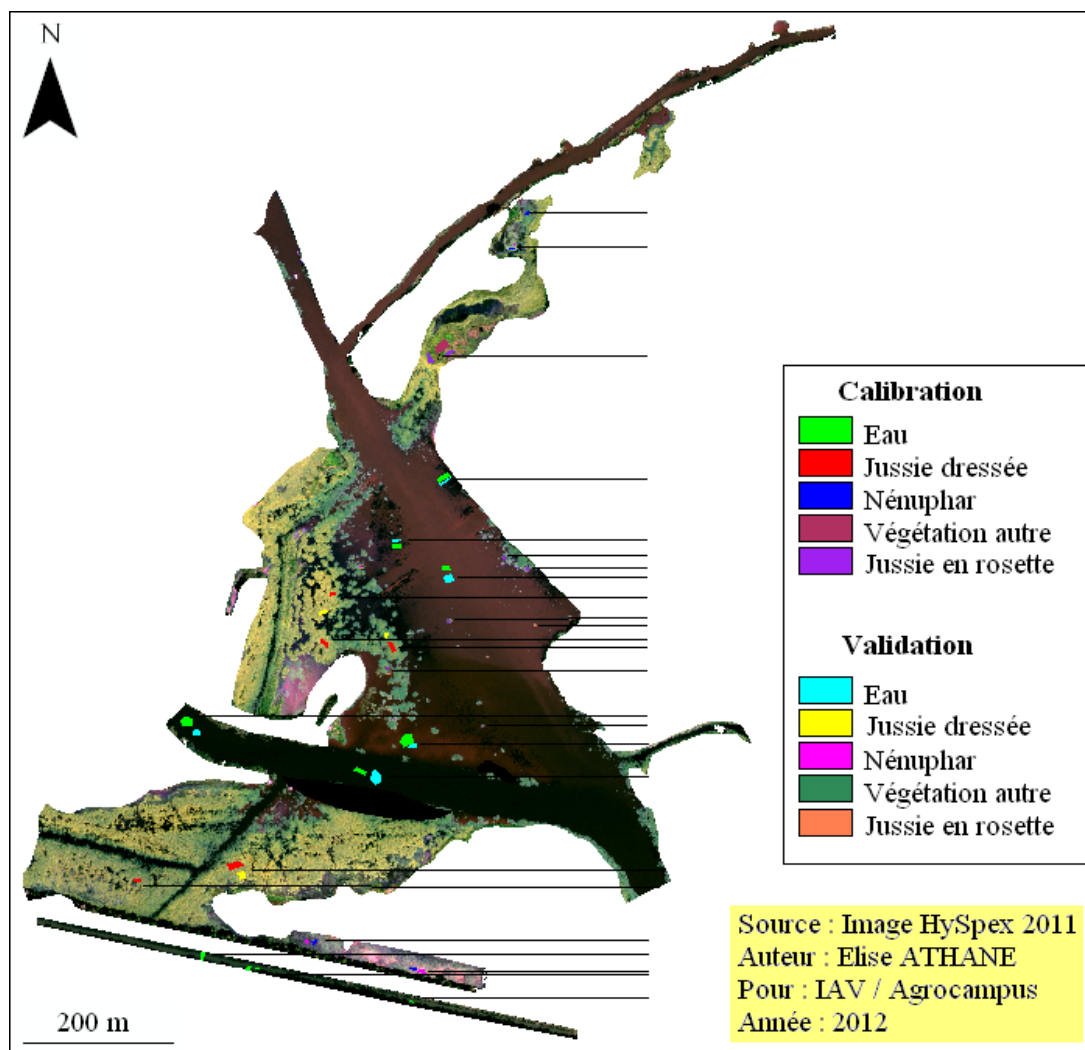 N
Calibration
Eau
Jussie dressée
Nénuphar
Végétation autre
Jussie en rosette
Validation
Eau
Jussie dressée
Nénuphar
Végétation autre
Jussie en rosette
Source : Image HySpex 2011
Auteur : Elise ATHANE
Pour : IAV / Agrocampus
Année : 2012
200 m